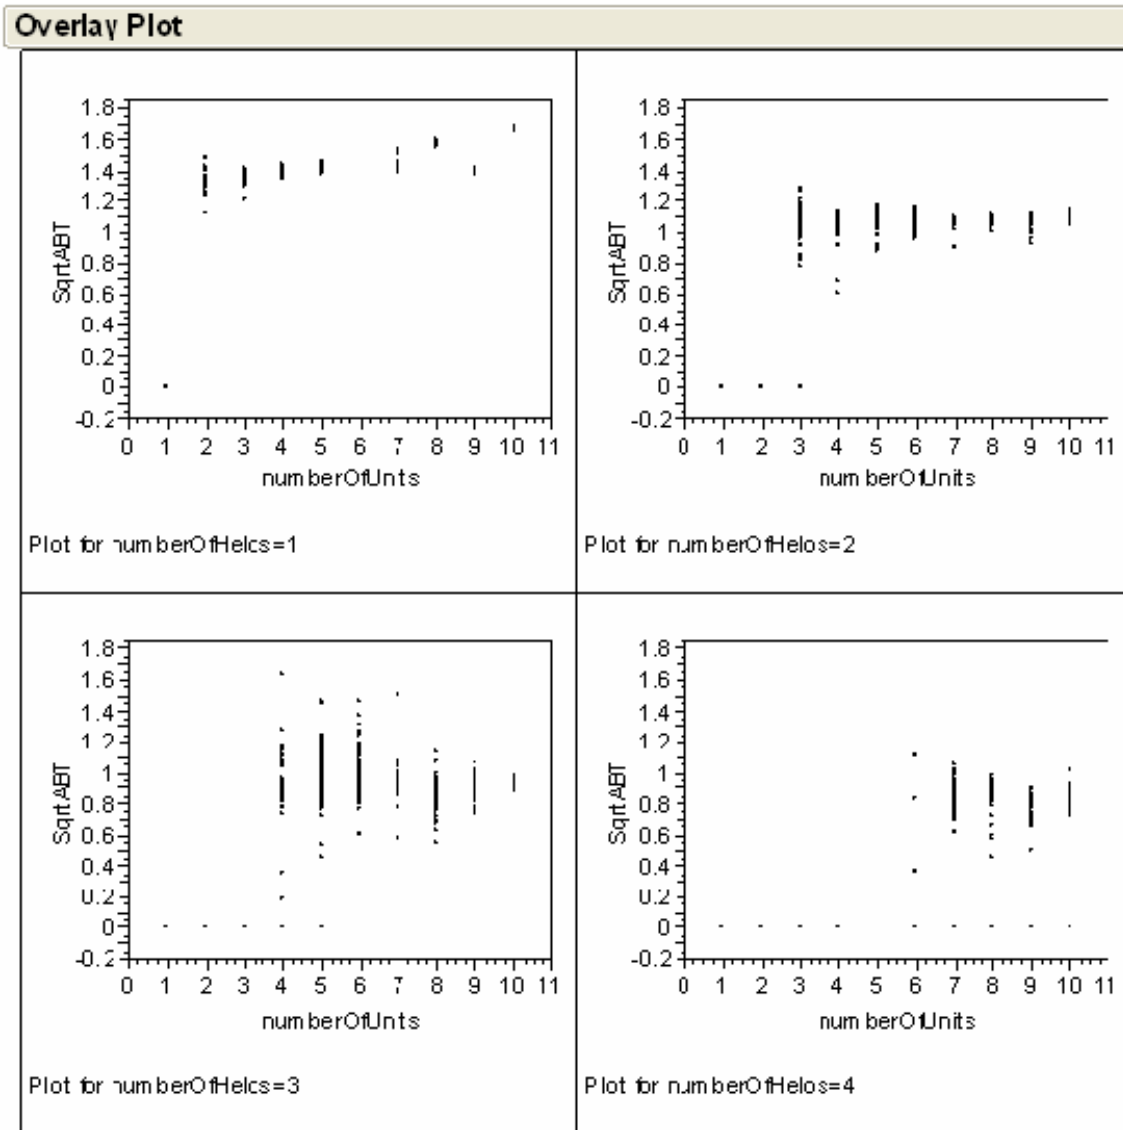 Overlay Plot
1.8
1.6
1.4
1.2
1
0.8
0.6
0.4
0.2
0
-0.2
SqrtABT
0 1 2 3 4 5 6 7 8 9 10 11
numberOfUnts
Plot for numberOfHelcs=1
1.8
1.6
1.4
1.2
1
0.8
0.6
0.4
0.2
0
-0.2
SqrtABT
0 1 2 3 4 5 6 7 8 9 10 11
numberOfUnits
Plot for numberOfHelos=2
1.8
1.6
1.4
1.2
1
0.8
0.6
0.4
0.2
0
-0.2
SqrtABT
0 1 2 3 4 5 6 7 8 9 10 11
numberOfUnts
Plot for numberOfHelcs=3
1.8
1.6
1.4
1.2
1
0.8
0.6
0.4
0.2
0
-0.2
SqrtABT
0 1 2 3 4 5 6 7 8 9 10 11
numberOfUnits
Plot for numberOfHelos=4